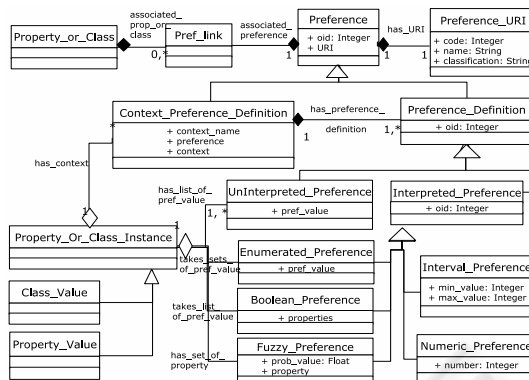 Property_or_Class
associated_
prop_or_
class
0,*
Pref_link
associated_
preference
1
Preference
+ oid: Integer
+ URI
has_URI
1
1
Preference_URI
+ code: Integer
+ name: String
+ classification: String
Context_Preference_Definition
+ context_name
+ preference
+ context
*
has_preference_
definition
1
1,*
Preference_Definition
+ oid: Integer
has_context
1
has_list_of_
pref_value
1, *
UnInterpreted_Preference
+ pref_value
Interpreted_Preference
+ oid: Integer
Property_Or_Class_Instance
1
takes_sets_
of_pref_value
Enumerated_Preference
+ pref_value
Interval_Preference
+ min_value: Integer
+ max_value: Integer
Class_Value
takes_list_
of_pref_value
Boolean_Preference
+ properties
Property_Value
has_set_of_
property
Fuzzy_Preference
+ prob_value: Float
+ property
Numeric_Preference
+ number: Integer